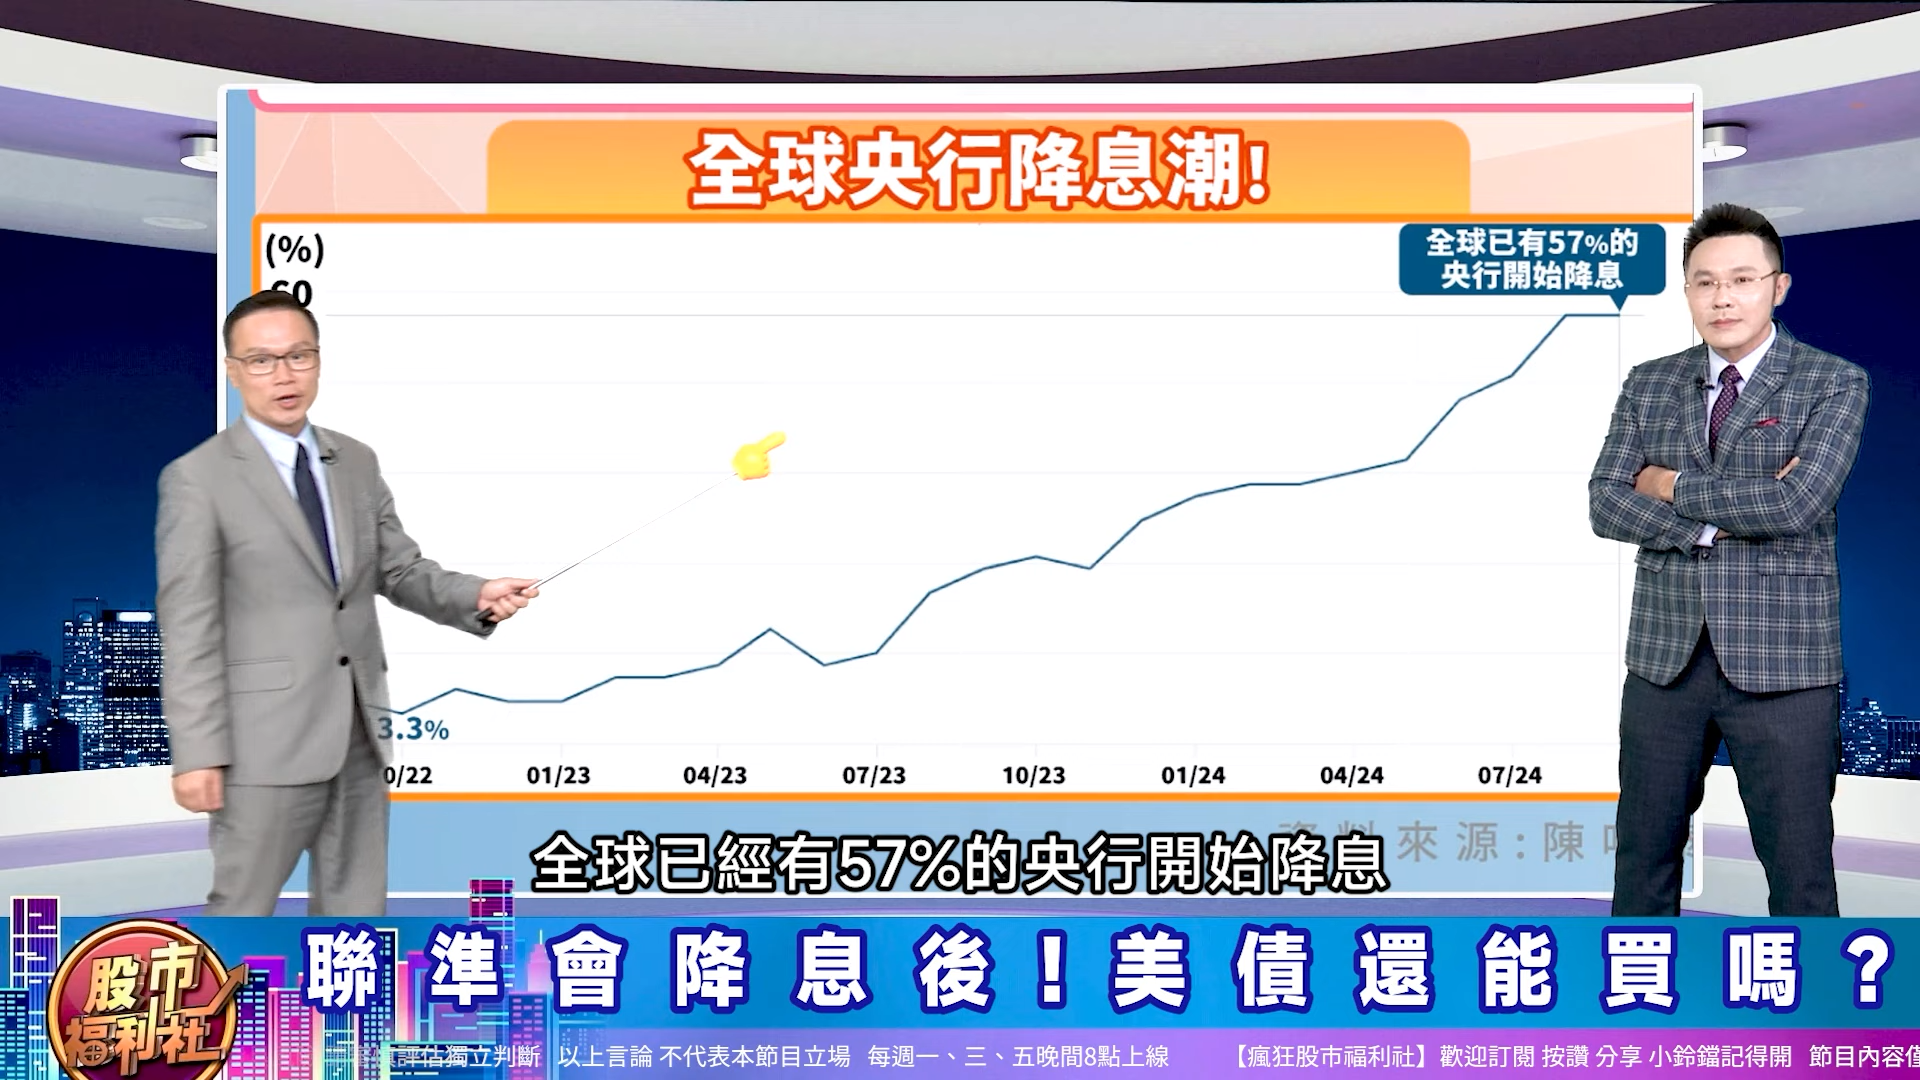 全球央行降息潮!
(%)
60
全球已有57%的
央行開始降息
3.3%
0/22 01/23 04/23 07/23 10/23 01/24 04/24 07/24
資料來源:陳
全球已經有57%的央行開始降息
聯準會降息後!美債還能買嗎?
股市
福利社
評估獨立判斷 以上言論 不代表本節目立場 每週一、三、五晚間8點上線 【瘋狂股市福利社】歡迎訂閱 按讚 分享 小鈴鐺記得開 節目內容僅